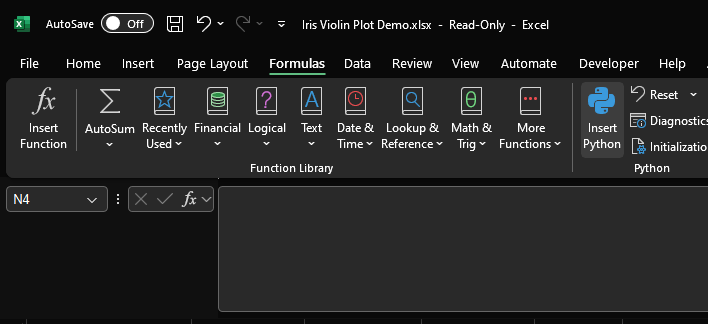 AutoSave Off Iris Violin Plot Demo.xlsx - Read-Only - Excel
File Home Insert Page Layout Formulas Data Review View Automate Developer Help
fx Insert Function
AutoSum
Recently Used
Financial
Logical
Text
Date & Time
Lookup & Reference
Math & Trig
More Functions
Function Library
Insert Python
Reset
Diagnostics
Initializatio
Python
N4 fx